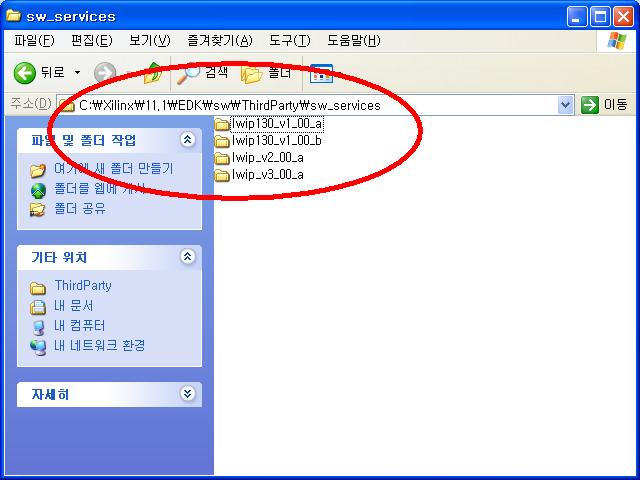 sw_services
파일(F) 편집(E) 보기(V) 즐겨찾기(A) 도구(T) 도움말(H)
뒤로 검색 폴더
주소(D) C:₩Xilinx₩11.1₩EDK₩sw₩ThirdParty₩sw_services 이동
파일 및 폴더 작업
여기에 새 폴더 만들기
폴더를 웹에 게시
폴더 공유
기타 위치
ThirdParty
내 문서
내 컴퓨터
내 네트워크 환경
자세히
lwip130_v1_00_a
lwip130_v1_00_b
lwip_v2_00_a
lwip_v3_00_a